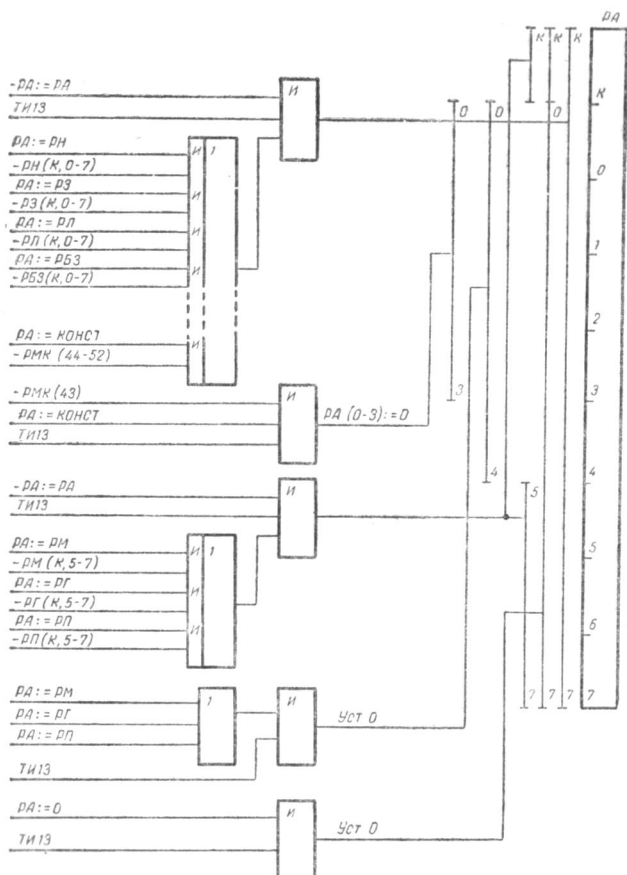 РА
К
К
К
-РА:=РА
И
ТИ13
0
0
0
К
РА:=РН
И
1
-РН(К,0-7)
РА:=РЗ
И
0
-РЗ(К,0-7)
РА:=РЛ
И
-РЛ(К,0-7)
РА:=РБЗ
И
1
-РБЗ(К,0-7)
2
РА:=КОНСТ
И
-РМК (44-52)
-РМК(43)
И
3
3
РА:=КОНСТ
РА (0-3):=0
ТИ13
4
4
-РА:=РА
И
5
ТИ13
РА:=РМ
И
1
5
-РМ(К,5-7)
РА:=РГ
И
-РГ(К,5-7)
РА:=РП
И
6
-РП(К,5-7)
РА:=РМ
1
И
7
7
7
7
РА:=РГ
Уст 0
РА:=РП
ТИ13
РА:=0
И
ТИ13
Уст 0